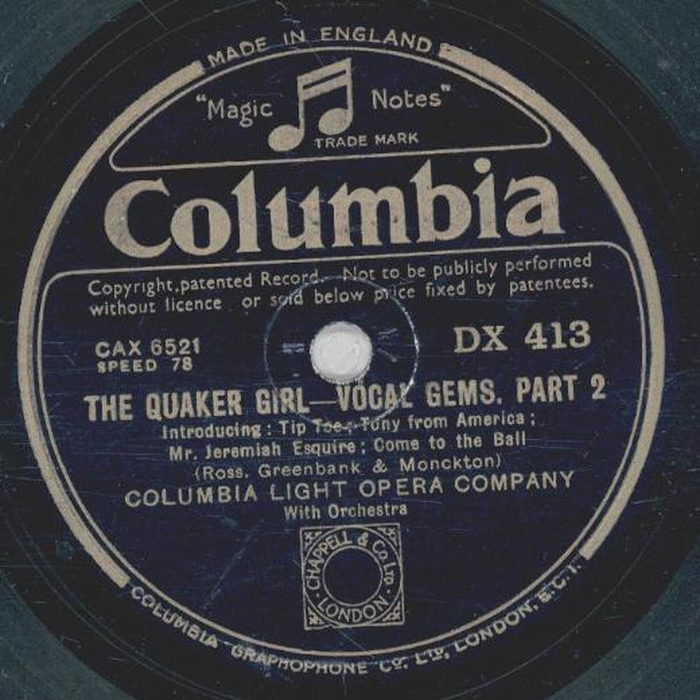 MADE IN ENGLAND
"Magic Notes"
TRADE MARK
Columbia
Copyright, patented Record. Not to be publicly performed
without licence or sold below price fixed by patentees.
CAX 6521
DX 413
SPEED 78
THE QUAKER GIRL—VOCAL GEMS. PART 2
Introducing : Tip Toe ; Tony from America ;
Mr. Jeremiah Esquire ; Come to the Ball
(Ross, Greenbank & Monckton)
COLUMBIA LIGHT OPERA COMPANY
With Orchestra
CHAPPELL & Co. Ltd.
LONDON
COLUMBIA GRAPHOPHONE Co. LTD, LONDON, E.C.1.